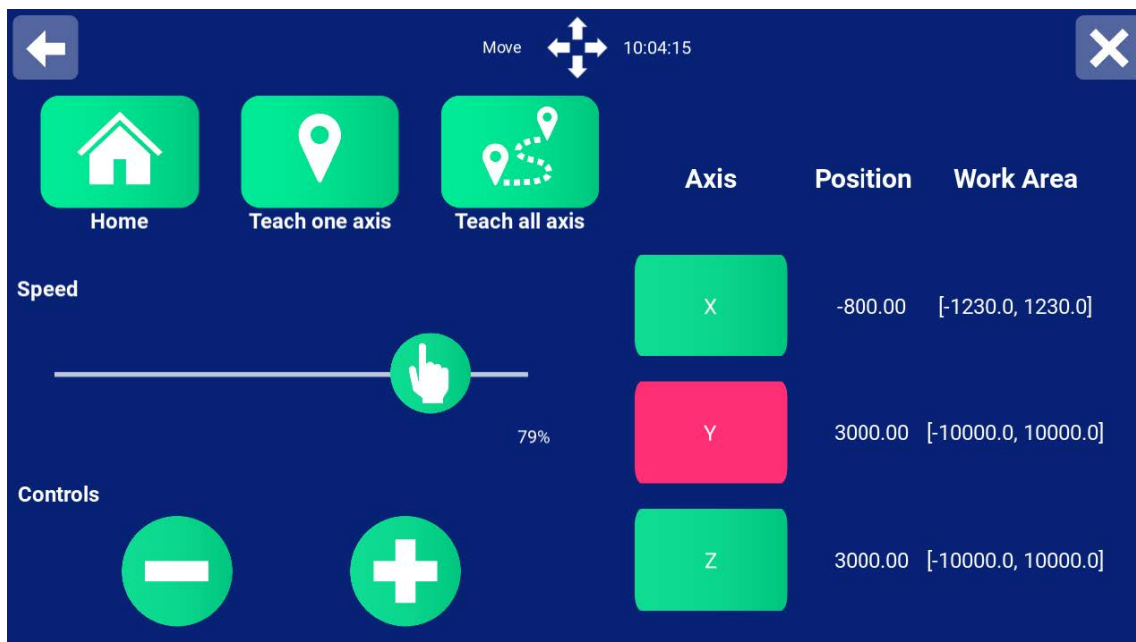 Move 10:04:15
Home Teach one axis Teach all axis
Axis Position Work Area
Speed
X -800.00 [-1230.0, 1230.0]
79%
Y 3000.00 [-10000.0, 10000.0]
Controls
Z 3000.00 [-10000.0, 10000.0]